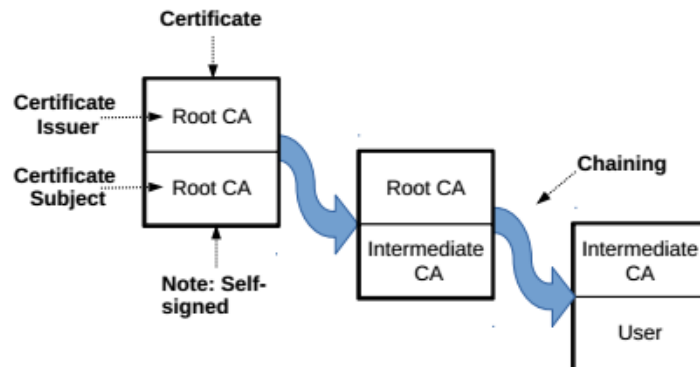 Certificate
Certificate
Issuer
Root CA
Certificate
Subject
Root CA
Note: Self-
signed
Root CA
Intermediate
CA
Chaining
Intermediate
CA
User